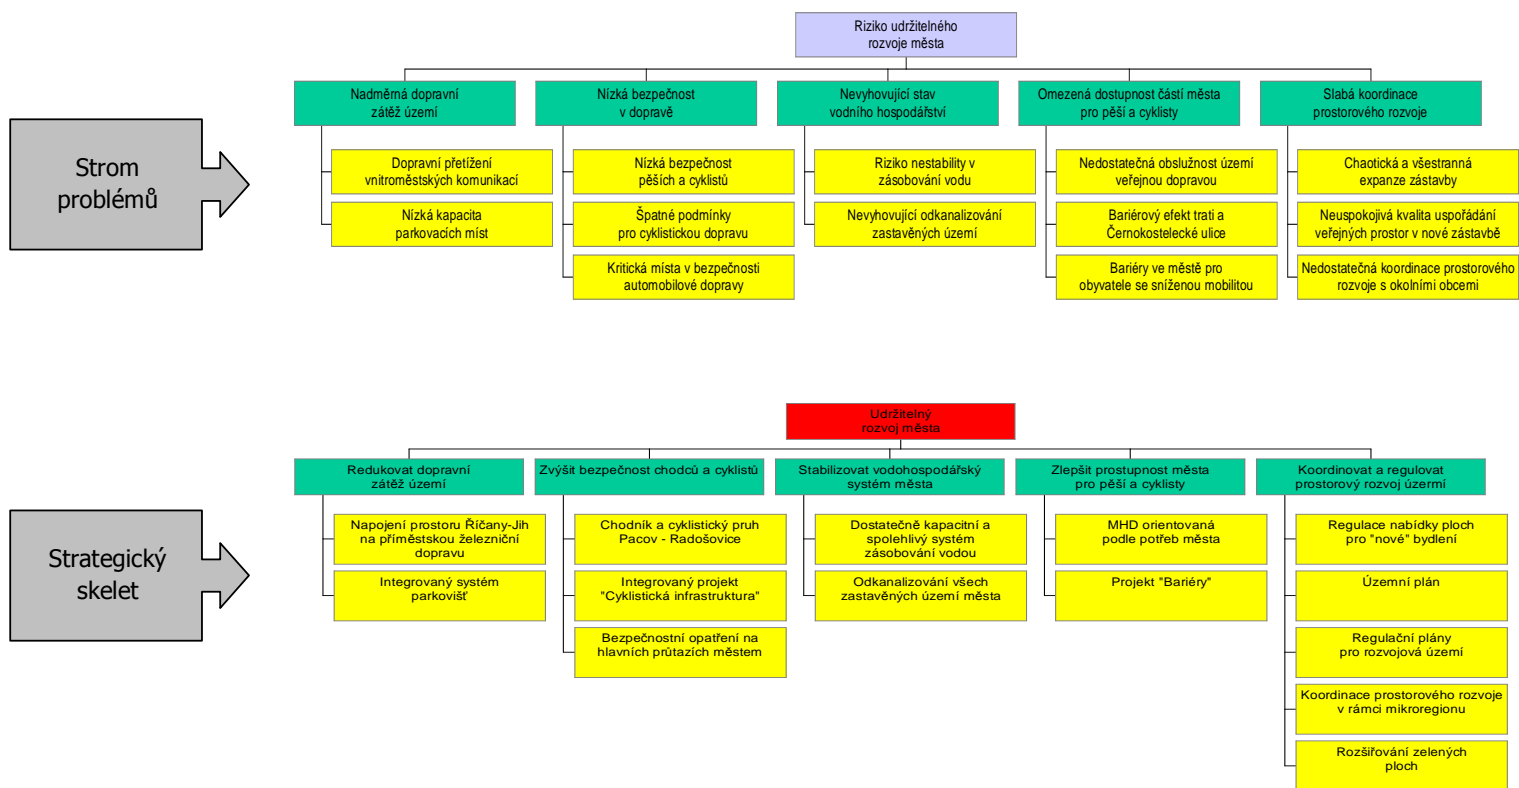 Riziko udržitelného
rozvoje města
Nadměrná dopravní
zátěž území
Nízká bezpečnost
v dopravě
Nevyhovující stav
vodního hospodářství
Omezená dostupnost částí města
pro pěší a cyklisty
Slabá koordinace
prostorového rozvoje
Strom
problémů
Dopravní přetížení
vnitroměstských komunikací
Nízká kapacita
parkovacích míst
Nízká bezpečnost
pěších a cyklistů
Špatné podmínky
pro cyklistickou dopravu
Kritická místa v bezpečnosti
automobilové dopravy
Riziko nestability v
zásobování vodu
Nevyhovující odkanalizování
zastavěných území
Nedostatečná obslužnost území
veřejnou dopravou
Bariérový efekt trati a
Černokostelecké ulice
Bariéry ve městě pro
obyvatele se sníženou mobilitou
Chaotická a všestranná
expanze zástavby
Neuspokojivá kvalita uspořádání
veřejných prostor v nové zástavbě
Nedostatečná koordinace prostorového
rozvoje s okolními obcemi
Udržitelný
rozvoj města
Redukovat dopravní
zátěž území
Zvýšit bezpečnost chodců a cyklistů
Stabilizovat vodohospodářský
systém města
Zlepšit prostupnost města
pro pěší a cyklisty
Koordinovat a regulovat
prostorový rozvoj územrmí
Strategický
skelet
Napojení prostoru Říčany-Jih
na příměstskou železniční
dopravu
Integrovaný systém
parkovišť
Chodník a cyklistický pruh
Pacov - Radošovice
Integrovaný projekt
"Cyklistická infrastruktura"
Bezpečnostní opatření na
hlavních průtazích městem
Dostatečně kapacitní a
spolehlivý systém
zásobování vodou
Odkanalizování všech
zastavěných území města
MHD orientovaná
podle potřeb města
Projekt "Bariéry"
Regulace nabídky ploch
pro "nové" bydlení
Územní plán
Regulační plány
pro rozvojová území
Koordinace prostorového rozvoje
v rámci mikroregionu
Rozšiřování zelených
ploch